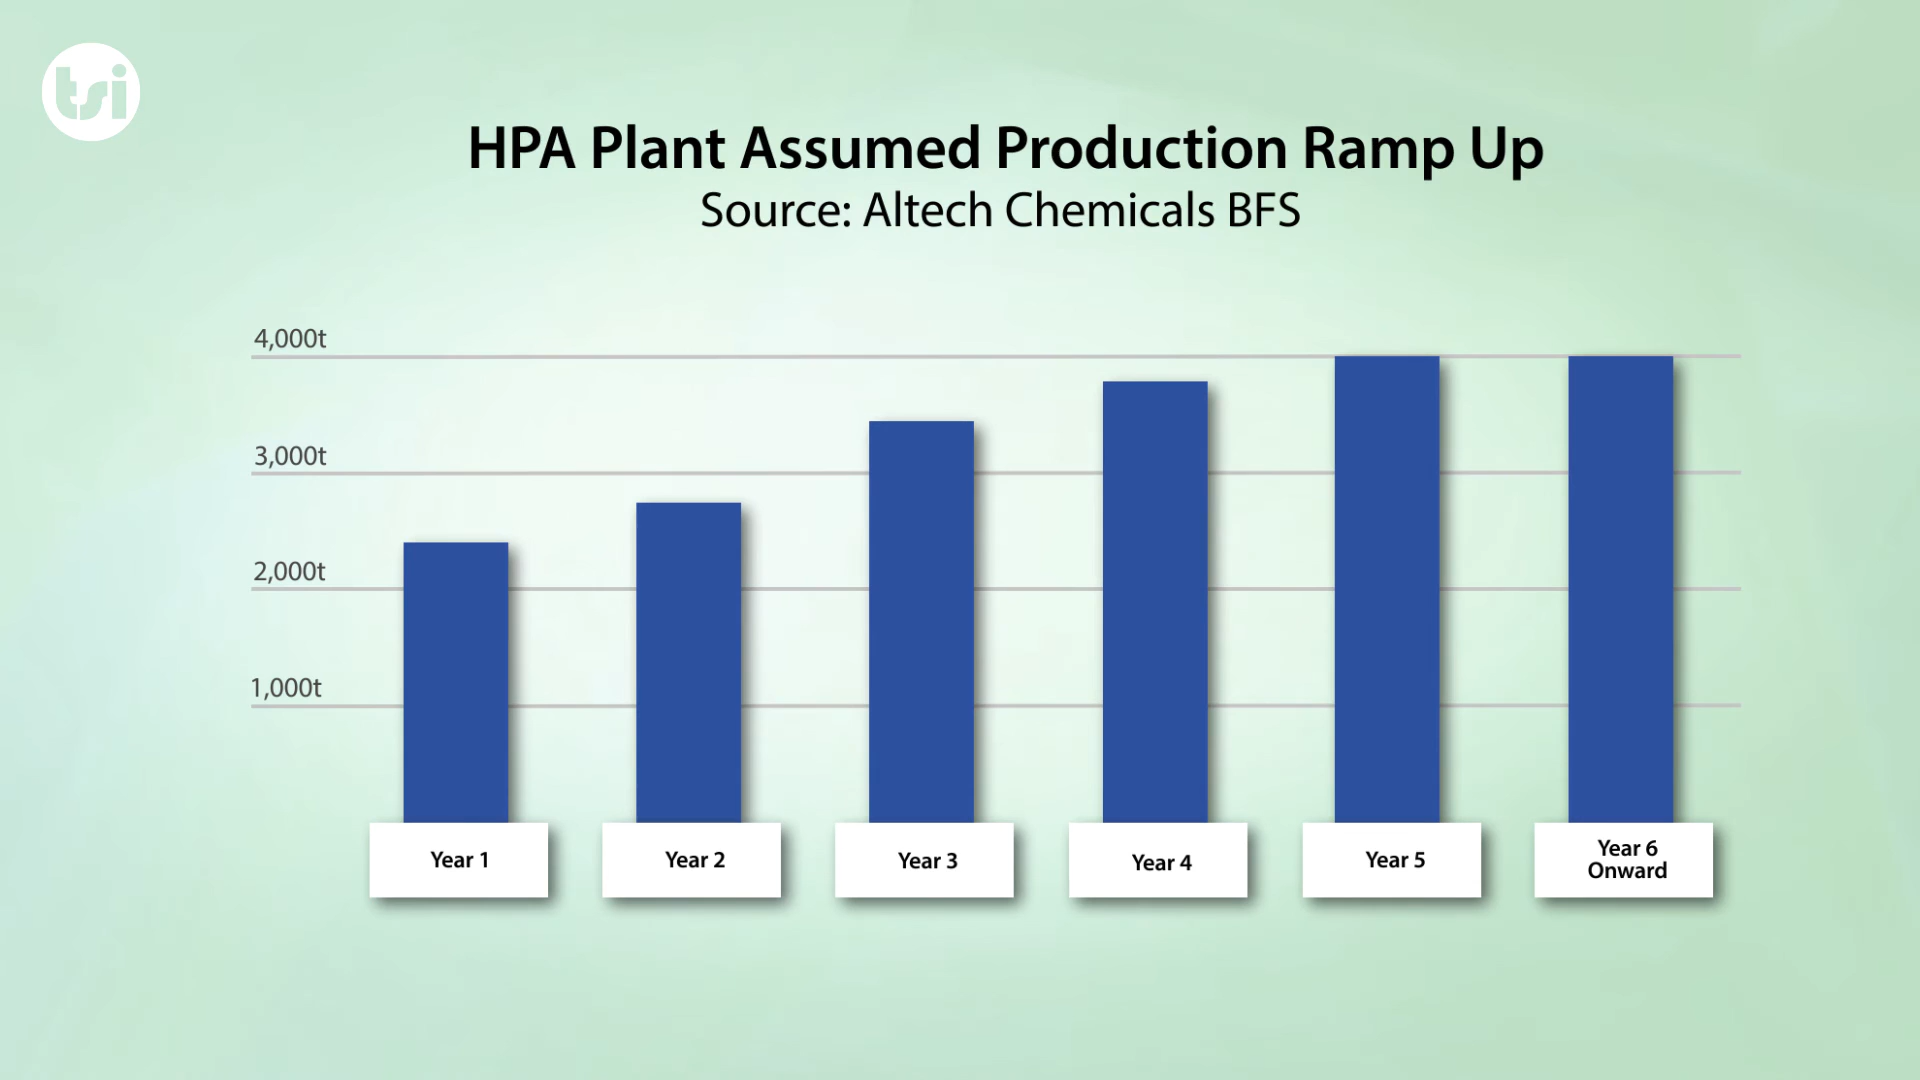 tsi
HPA Plant Assumed Production Ramp Up
Source: Altech Chemicals BFS
4,000t
3,000t
2,000t
1,000t
Year 1
Year 2
Year 3
Year 4
Year 5
Year 6
Onward